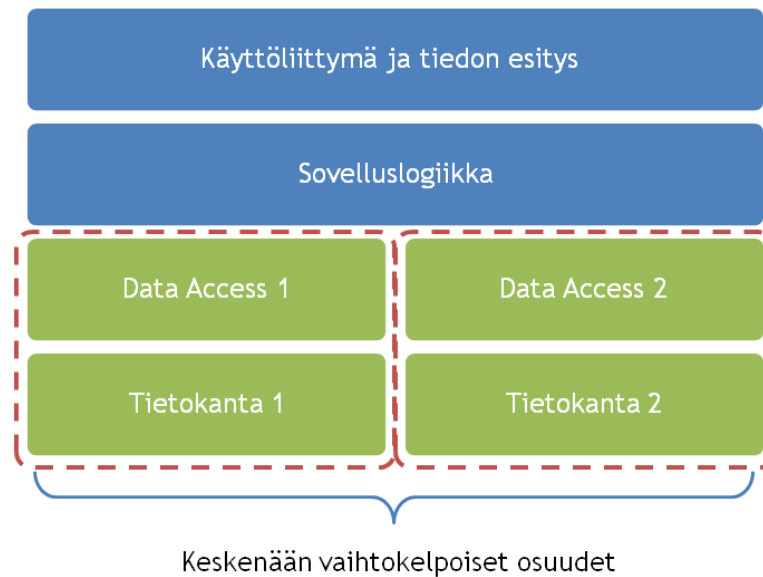 Käyttöliittymä ja tiedon esitys
Sovelluslogiikka
Data Access 1
Data Access 2
Tietokanta 1
Tietokanta 2
Keskenään vaihtokelpoiset osuudet